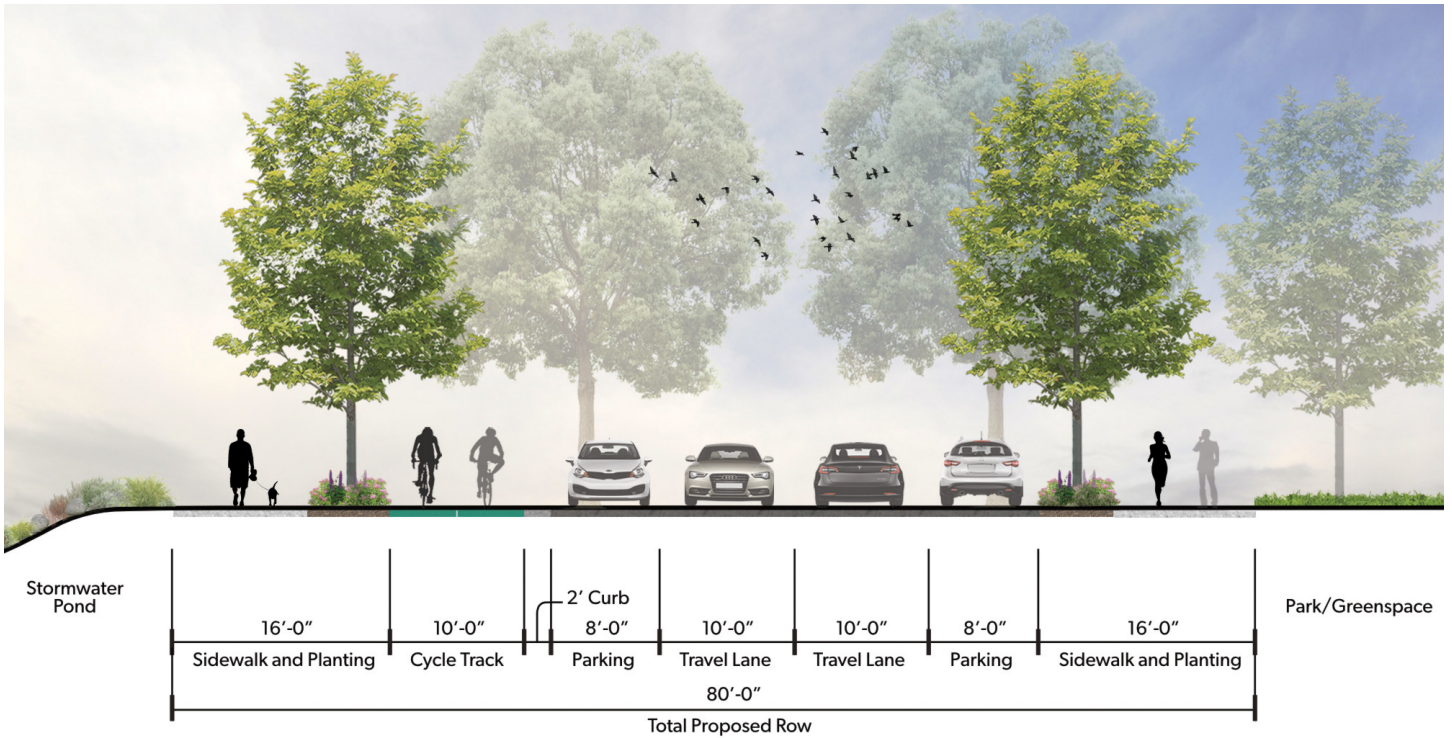 Stormwater
Pond
Park/Greenspace
2’ Curb
16’-0” 10’-0” 8’-0” 10’-0” 10’-0” 8’-0” 16’-0”
Sidewalk and Planting Cycle Track Parking Travel Lane Travel Lane Parking Sidewalk and Planting
80’-0”
Total Proposed Row